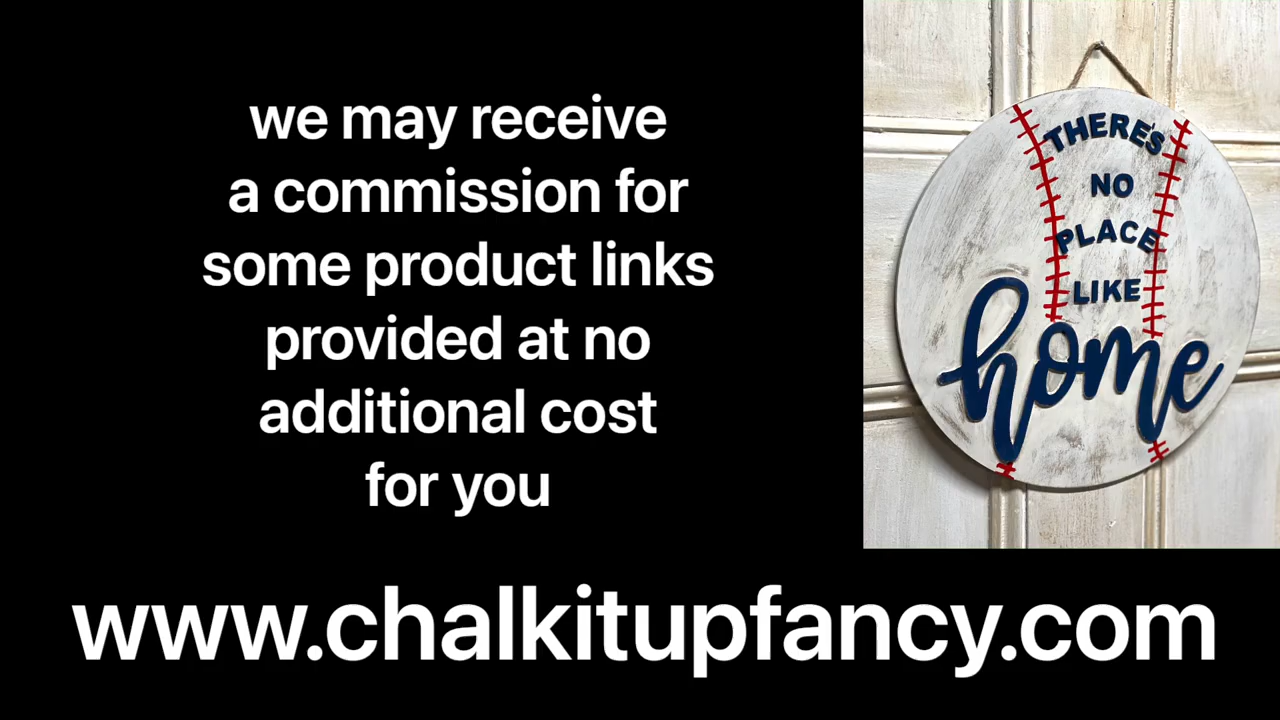 we may receive
a commission for
some product links
provided at no
additional cost
for you
THERE'S
NO
PLACE
LIKE
home
www.chalkitupfancy.com